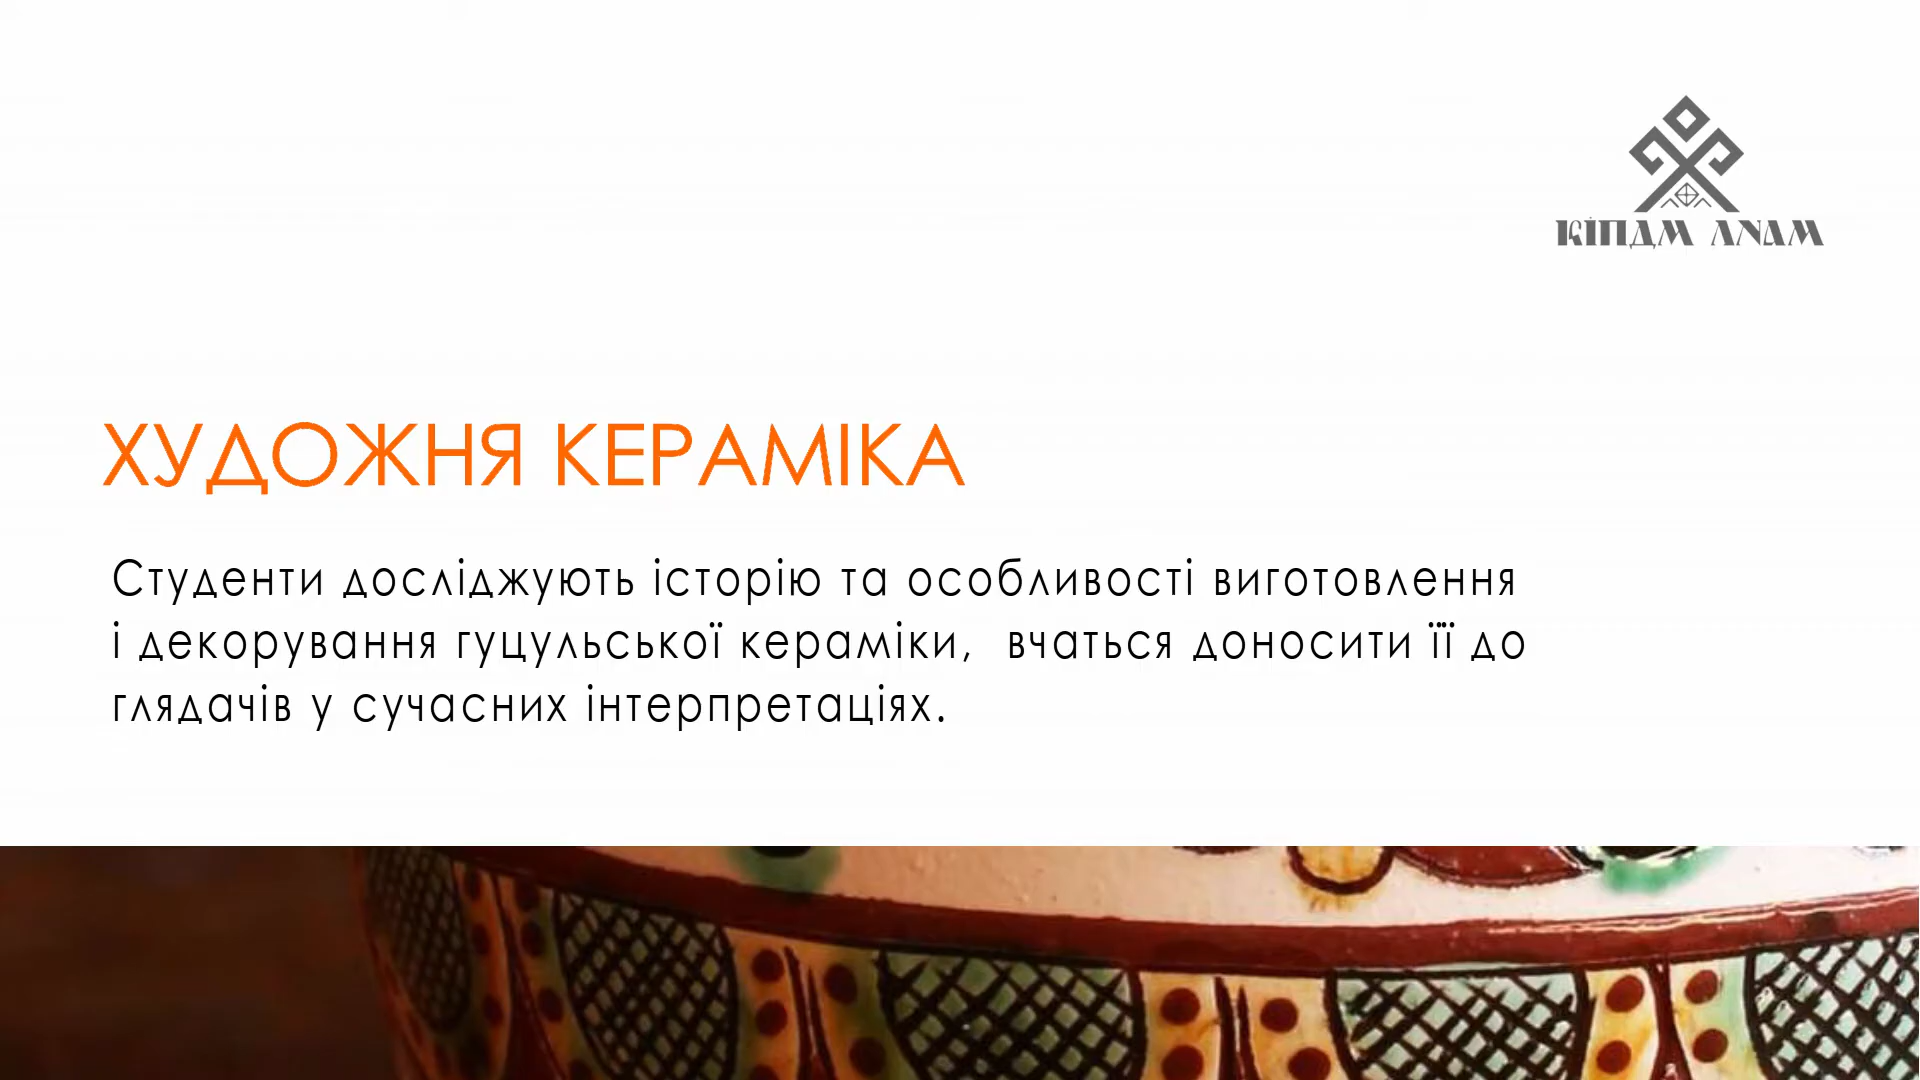 КІПДМ ЛNАМ
ХУДОЖНЯ КЕРАМІКА
Студенти досліджують історію та особливості виготовлення
і декорування гуцульської кераміки, вчаться доносити її до
глядачів у сучасних інтерпретаціях.